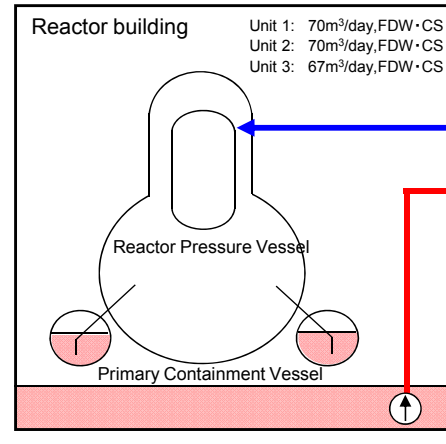 Reactor building
Unit 1: 70m³/day,FDW・CS
Unit 2: 70m³/day,FDW・CS
Unit 3: 67m³/day,FDW・CS
Reactor Pressure Vessel
Primary Containment Vessel